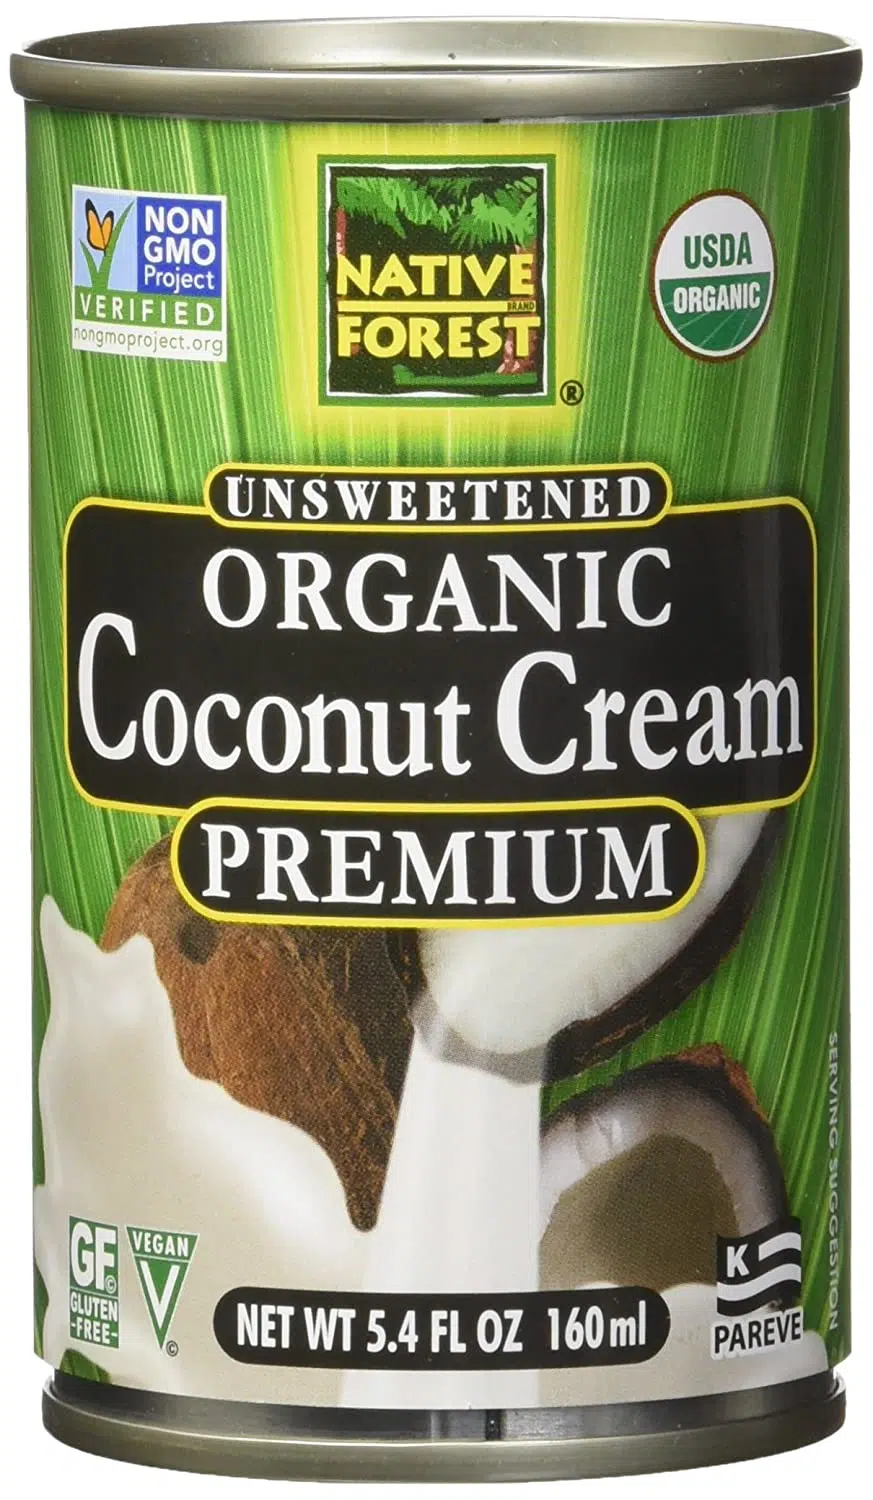 NON
GMO
Project
VERIFIED
nongmoproject.org
NATIVE
BRAND
FOREST
®
USDA
ORGANIC
UNSWEETENED
ORGANIC
Coconut Cream
PREMIUM
SERVING SUGGESTION
GF©
GLUTEN
-FREE-
VEGAN
V
©
NET WT 5.4 FL OZ 160ml
K
PAREVE